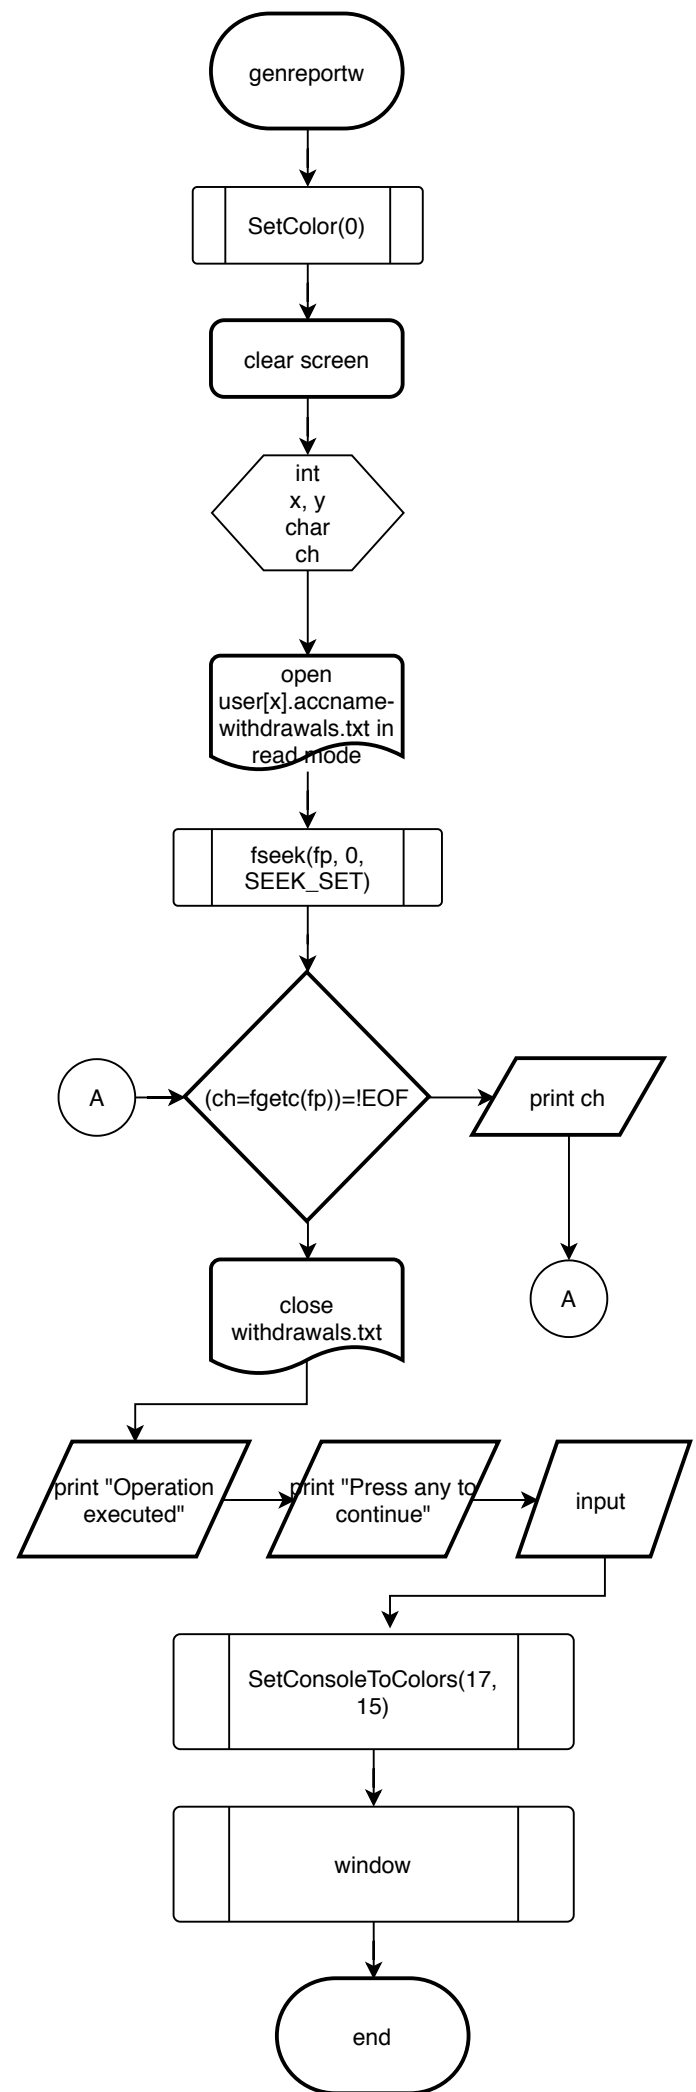 genreportw
SetColor(0)
clear screen
int
x, y
char
ch
open
user[x].accname-
withdrawals.txt in
read mode
fseek(fp, 0,
SEEK_SET)
A
(ch=fgetc(fp))=!EOF
print ch
close
withdrawals.txt
A
print "Operation
executed"
print "Press any to
continue"
input
SetConsoleToColors(17,
15)
window
end